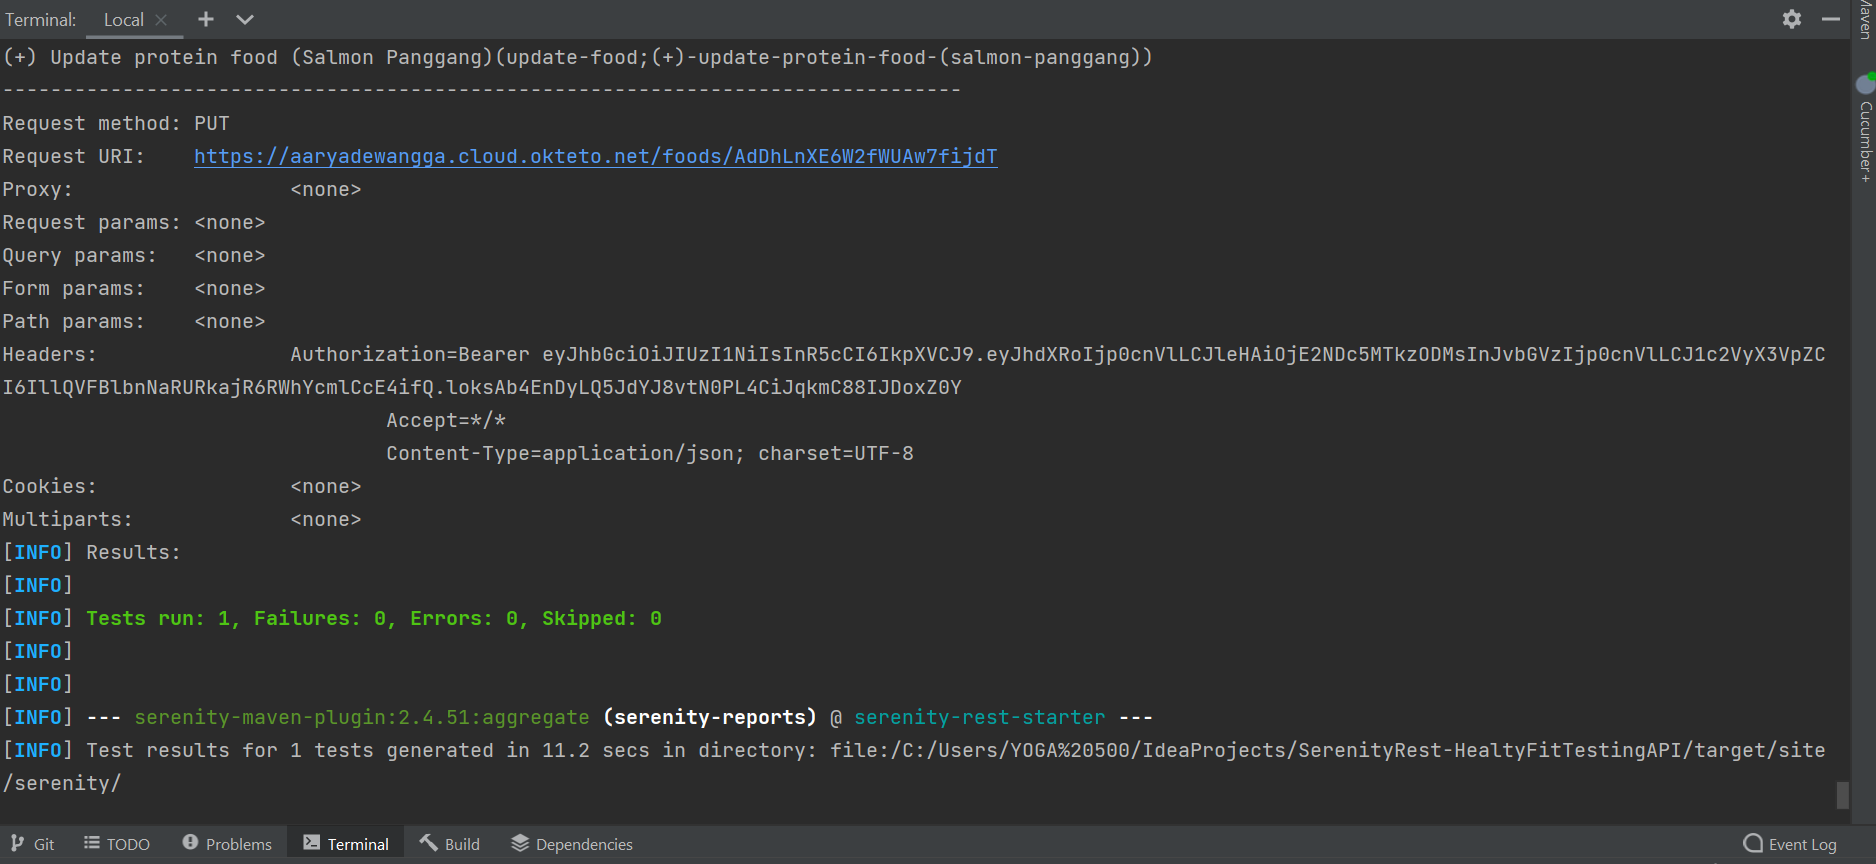 Terminal: Local
(+) Update protein food (Salmon Panggang)(update-food;(+)-update-protein-food-(salmon-panggang))
--------------------------------------------------------------------------------
Request method: PUT
Request URI: https://aaryadewangga.cloud.okteto.net/foods/AdDhLnXE6W2fWUAw7fijdT
Proxy: <none>
Request params: <none>
Query params: <none>
Form params: <none>
Path params: <none>
Headers: Authorization=Bearer eyJhbGciOiJIUzI1NiIsInR5cCI6IkpXVCJ9.eyJhdXRoIjp0cnVlLCJleHAiOjE2NDc5MTkzODMsInJvbGVzIjp0cnVlLCJ1c2VyX3VpZC
I6IllQVFBlbnNaRURkajR6RWhYcmlCcE4ifQ.loksAb4EnDyLQ5JdYJ8vtN0PL4CiJqkmC88IJDoxZ0Y
Accept=*/*
Content-Type=application/json; charset=UTF-8
Cookies: <none>
Multiparts: <none>
[INFO] Results:
[INFO]
[INFO] Tests run: 1, Failures: 0, Errors: 0, Skipped: 0
[INFO]
[INFO]
[INFO] --- serenity-maven-plugin:2.4.51:aggregate (serenity-reports) @ serenity-rest-starter ---
[INFO] Test results for 1 tests generated in 11.2 secs in directory: file:/C:/Users/YOGA%20500/IdeaProjects/SerenityRest-HealtyFitTestingAPI/target/site
/serenity/
Maven
Cucumber+
Git TODO Problems Terminal Build Dependencies Event Log